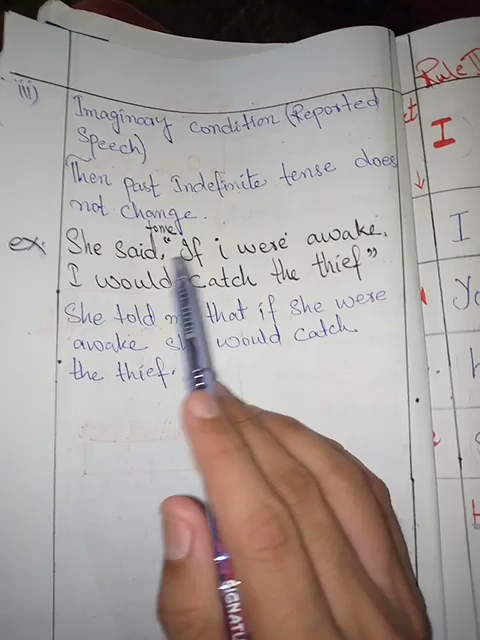 iii)
Imaginary condition (Reported
Speech)
Then past Indefinite tense does
not change.
to me
ex: She said, "If i were awake,
I would catch the thief"
She told that if she were
awake would catch
the thief.
Rule
I
I
SIGNATU